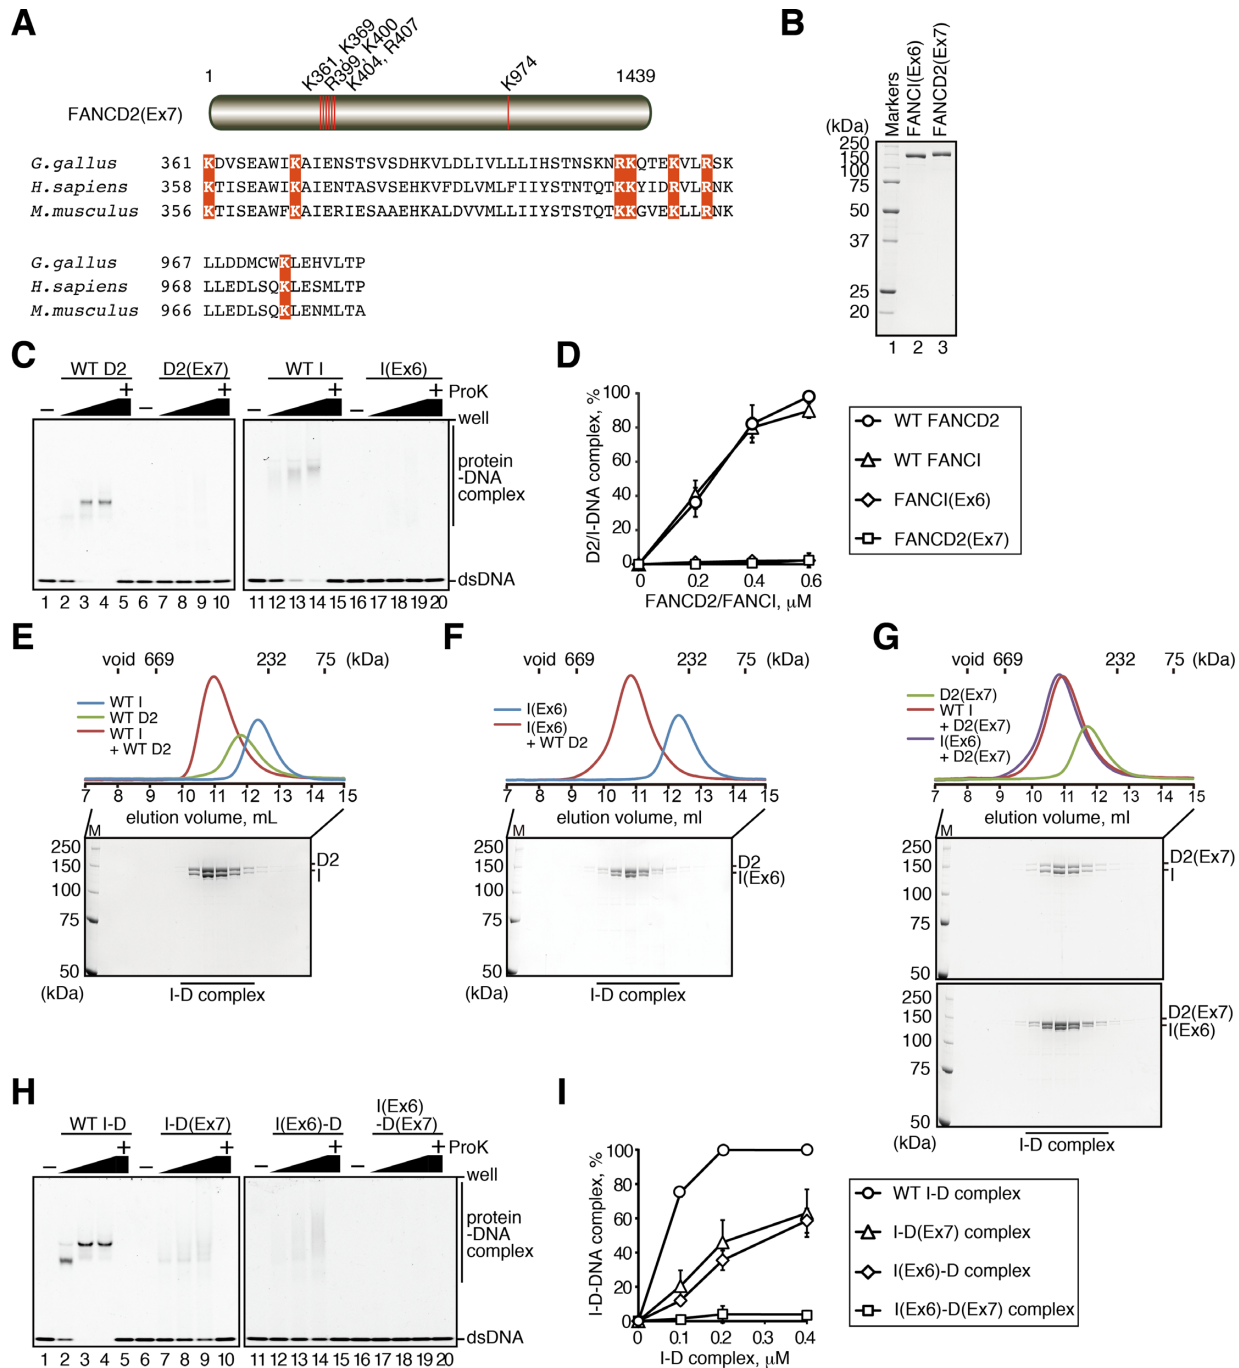 A
K361, K369
R399, K400
K404, R407
K974
1
1439
FANCD2(Ex7)
G.gallus 361 KDVSEAWIKAIENSTSVSDHKVLDLIVLLLIHSTNSKNRKQTEKVLRSK
H.sapiens 358 KTISEAWIKAIENTASVSEHKVFDLVMLFIIYSTNTQTKKYIDRVLRNK
M.musculus 356 KTISEAWFKAIERIESAAEHKALDVVMLLIIYSTSTQTKKGVEKLLRNK
G.gallus 967 LLDDMCWKLEHVLTP
H.sapiens 968 LLEDLSQKLESMLTP
M.musculus 966 LLEDLSQKLENMLTA
B
Markers
FANCI(Ex6)
FANCD2(Ex7)
(kDa)
250
150
100
75
50
37
25
20
1 2 3
C
WT D2 D2(Ex7) WT I I(Ex6)
+ + + + ProK
− − − −
well
protein
-DNA
complex
dsDNA
1 2 3 4 5 6 7 8 9 10 11 12 13 14 15 16 17 18 19 20
D
D2/I-DNA complex, %
100
80
60
40
20
0
0 0.2 0.4 0.6
FANCD2/FANCI, μM
WT FANCD2
WT FANCI
FANCI(Ex6)
FANCD2(Ex7)
E
void 669 232 75 (kDa)
WT I
WT D2
WT I
+ WT D2
7 8 9 10 11 12 13 14 15
elution volume, mL
M
250
150
100
75
50
(kDa)
D2
I
I-D complex
F
void 669 232 75 (kDa)
I(Ex6)
I(Ex6)
+ WT D2
7 8 9 10 11 12 13 14 15
elution volume, ml
M
250
150
100
75
50
(kDa)
D2
I(Ex6)
I-D complex
G
void 669 232 75 (kDa)
D2(Ex7)
WT I
+ D2(Ex7)
I(Ex6)
+ D2(Ex7)
7 8 9 10 11 12 13 14 15
elution volume, ml
M
250
150
100
75
50
D2(Ex7)
I
250
150
100
75
50
(kDa)
D2(Ex7)
I(Ex6)
I-D complex
H
WT I-D I-D(Ex7) I(Ex6)-D I(Ex6)
-D(Ex7)
+ + + + ProK
− − − −
well
protein
-DNA
complex
dsDNA
1 2 3 4 5 6 7 8 9 10 11 12 13 14 15 16 17 18 19 20
I
I-D-DNA complex, %
100
80
60
40
20
0
0 0.1 0.2 0.3 0.4
I-D complex, μM
WT I-D complex
I-D(Ex7) complex
I(Ex6)-D complex
I(Ex6)-D(Ex7) complex